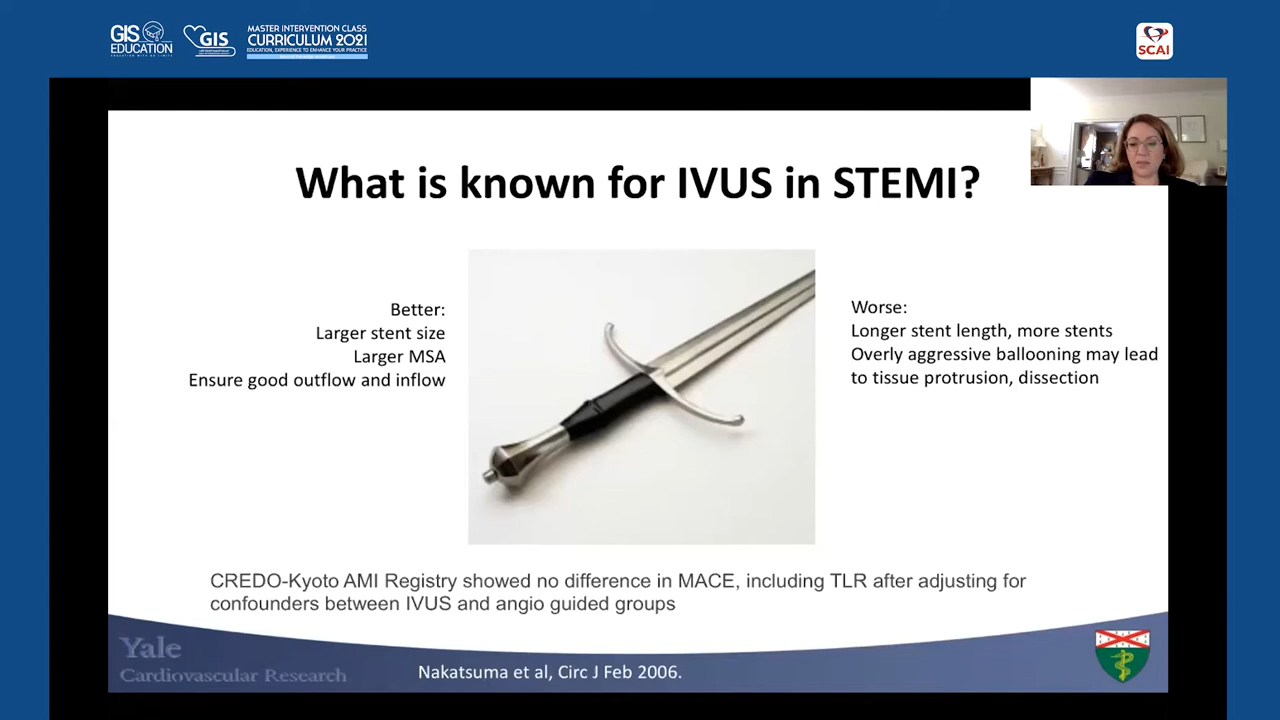 GIS
EDUCATION
GIS
MASTER INTERVENTION CLASS
CURRICULUM 2021
EDUCATION, EXPERIENCE TO ENHANCE YOUR PRACTICE
SCAI
What is known for IVUS in STEMI?
Better:
Larger stent size
Larger MSA
Ensure good outflow and inflow
Worse:
Longer stent length, more stents
Overly aggressive ballooning may lead
to tissue protrusion, dissection
CREDO-Kyoto AMI Registry showed no difference in MACE, including TLR after adjusting for
confounders between IVUS and angio guided groups
Yale
Cardiovascular Research
Nakatsuma et al, Circ J Feb 2006.